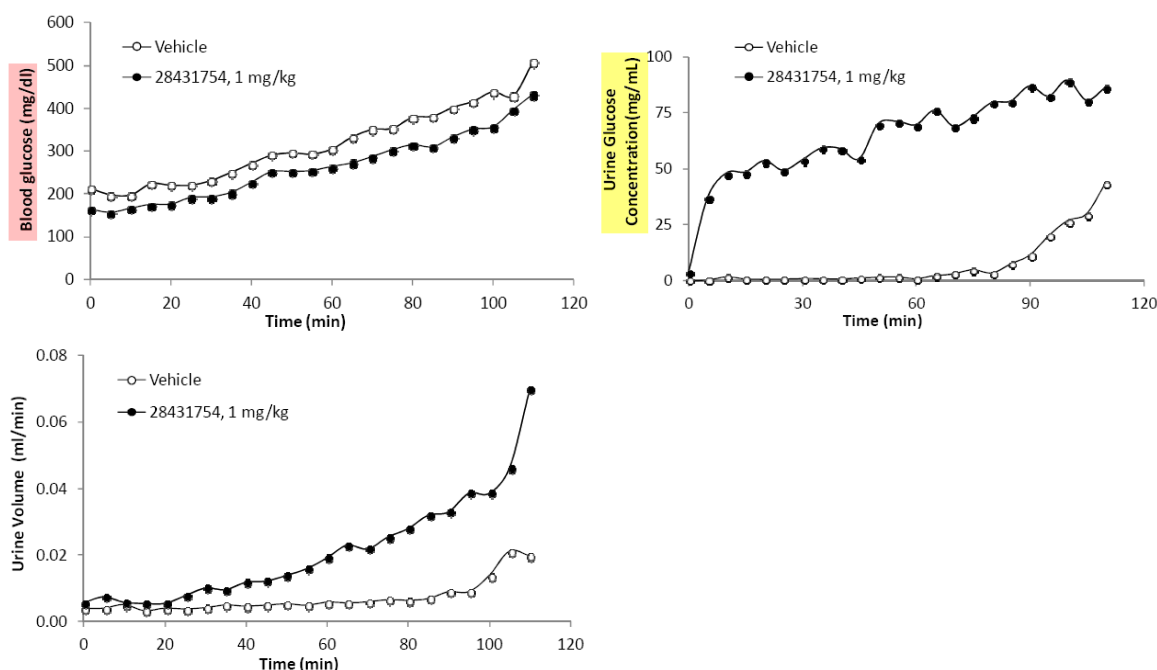 600
500
400
300
200
100
0
Blood glucose (mg/dl)
Vehicle
28431754, 1 mg/kg
0 20 40 60 80 100 120
Time (min)
100
75
50
25
0
Urine Glucose
Concentration(mg/mL)
Vehicle
28431754, 1 mg/kg
0 30 60 90 120
Time (min)
0.08
0.06
0.04
0.02
0.00
Urine Volume (ml/min)
Vehicle
28431754, 1 mg/kg
0 20 40 60 80 100 120
Time (min)